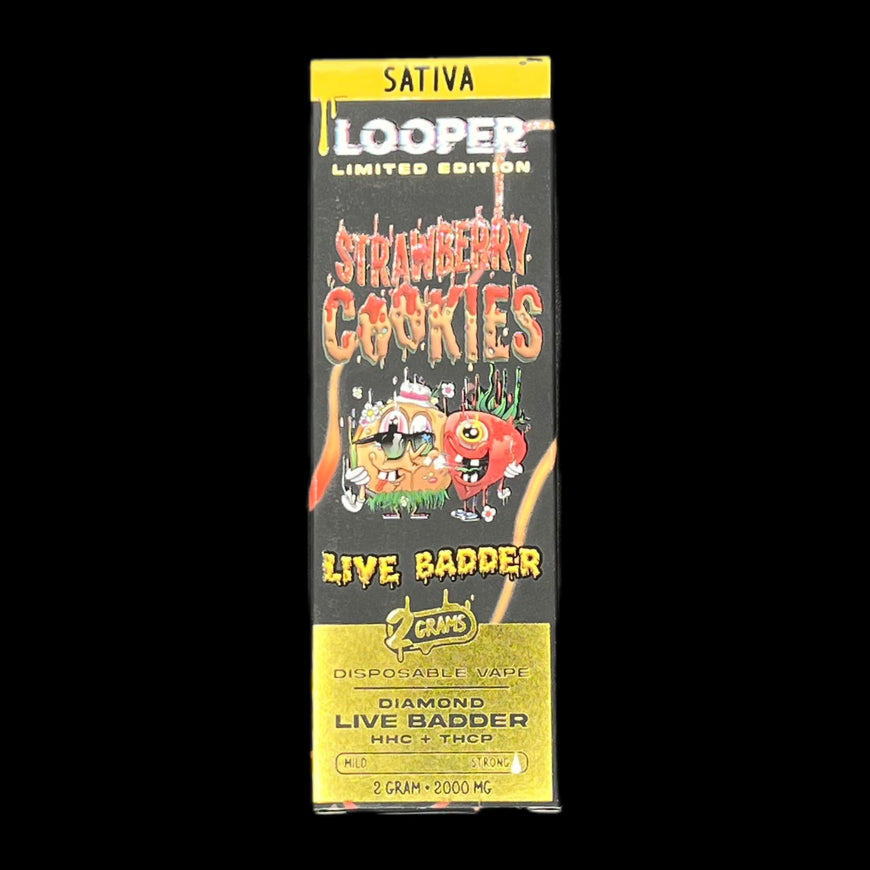 SATIVA
LOOPER
LIMITED EDITION
STRAWBERRY
COOKIES
LIVE BADDER
2 GRAMS
DISPOSABLE VAPE
DIAMOND
LIVE BADDER
HHC + THCP
MILD STRONG
2 GRAM • 2000 MG